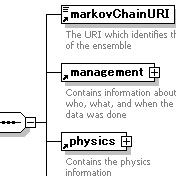 markovChainURI
The URI which identifies
of the ensemble
management
Contains information about
who, what, and when the
data was done
physics
Contains the physics
information